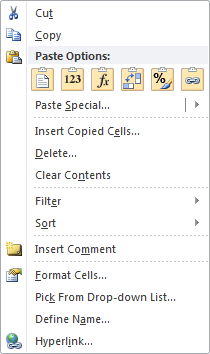 Cut
Copy
Paste Options:
123 fx %
Paste Special...
Insert Copied Cells...
Delete...
Clear Contents
Filter
Sort
Insert Comment
Format Cells...
Pick From Drop-down List...
Define Name...
Hyperlink...